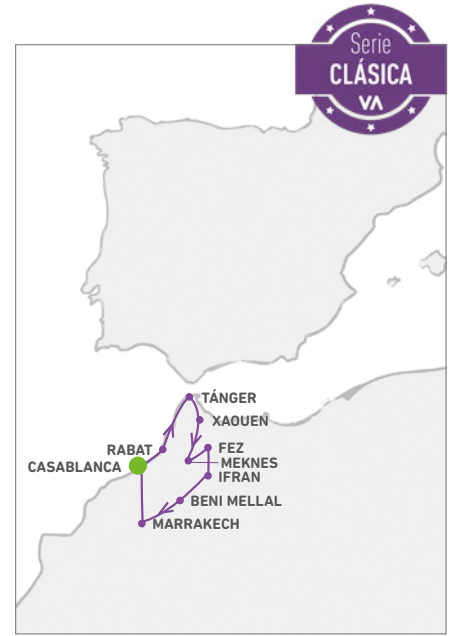 Serie
CLÁSICA
VA
TÁNGER
XAOUEN
RABAT
FEZ
CASABLANCA
MEKNES
IFRAN
BENI MELLAL
MARRAKECH